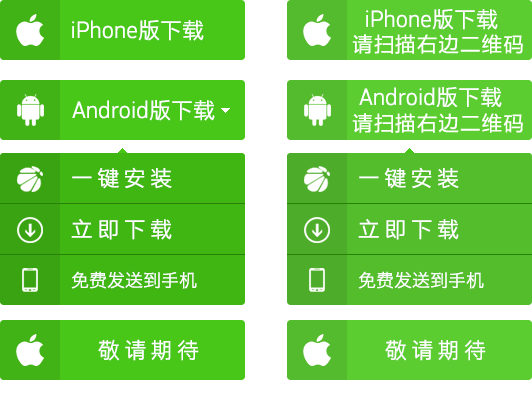 iPhone版下载
Android版下载
一键安装
立即下载
免费发送到手机
敬请期待
iPhone版下载
请扫描右边二维码
Android版下载
请扫描右边二维码
一键安装
立即下载
免费发送到手机
敬请期待